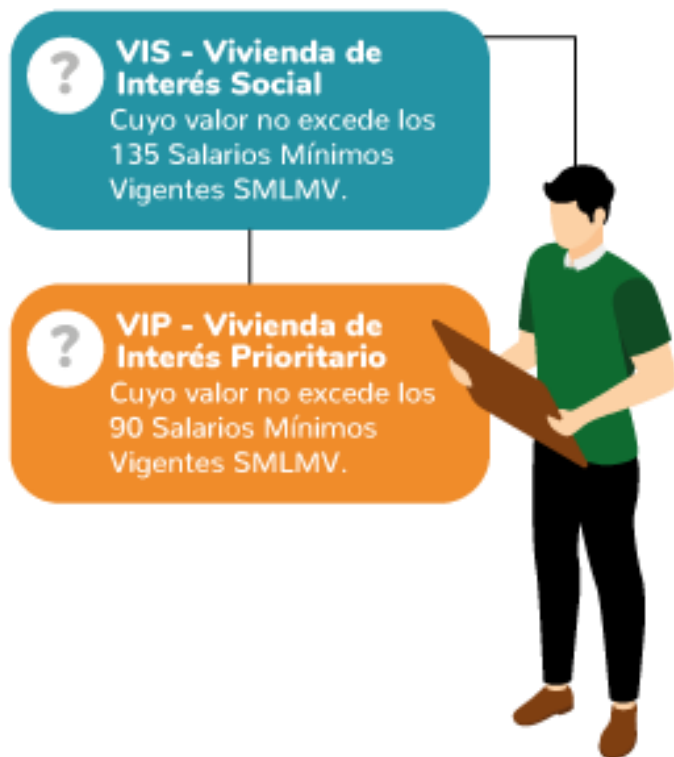 ?
VIS - Vivienda de
Interés Social
Cuyo valor no excede los
135 Salarios Mínimos
Vigentes SMLMV.
?
VIP - Vivienda de
Interés Prioritario
Cuyo valor no excede los
90 Salarios Mínimos
Vigentes SMLMV.